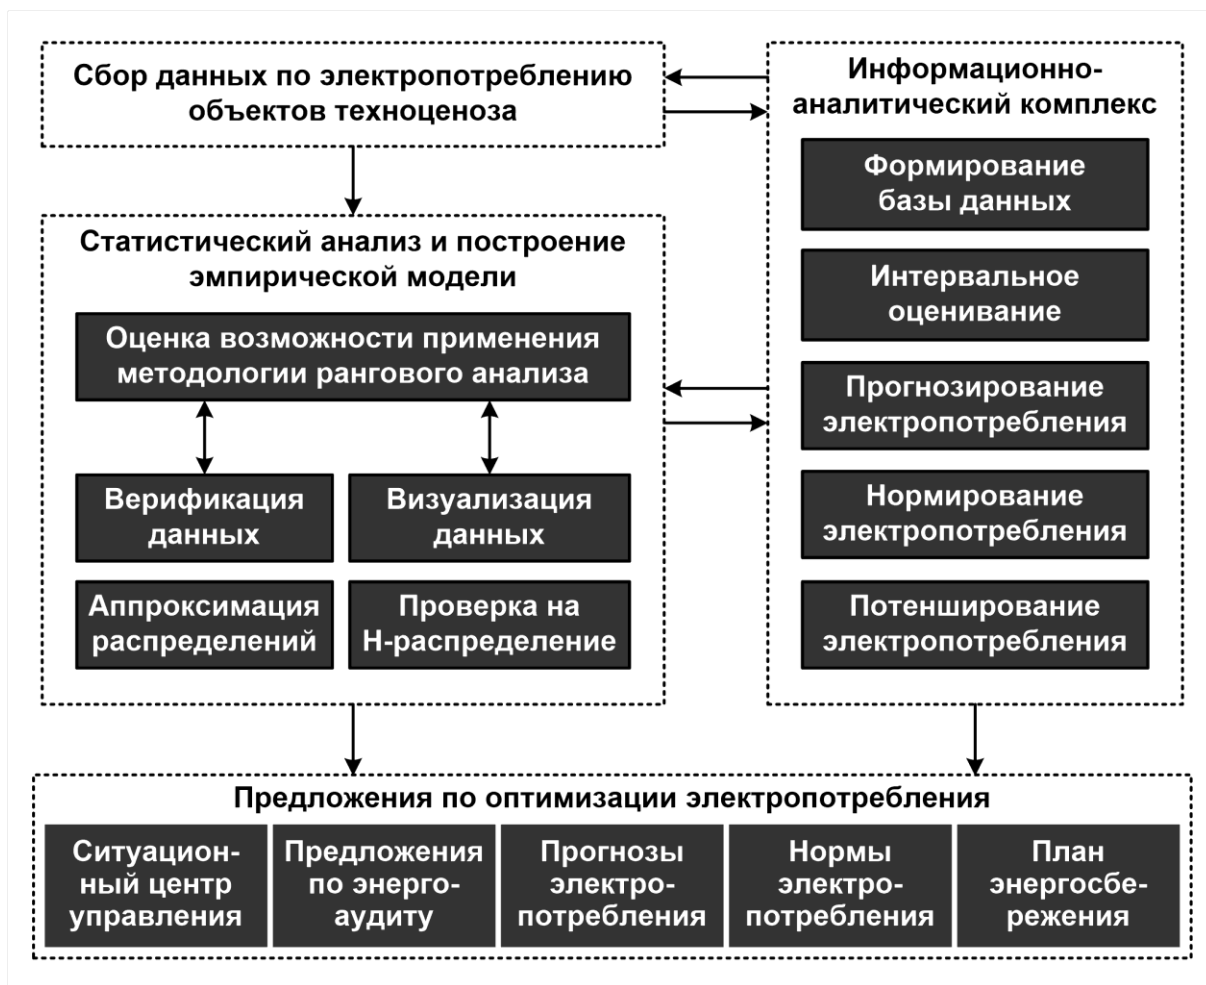 Сбор данных по электропотреблению
объектов техноценоза
Статистический анализ и построение
эмпирической модели
Оценка возможности применения
методологии рангового анализа
Верификация
данных
Визуализация
данных
Аппроксимация
распределений
Проверка на
Н-распределение
Информационно-
аналитический комплекс
Формирование
базы данных
Интервальное
оценивание
Прогнозирование
электропотребления
Нормирование
электропотребления
Потенширование
электропотребления
Предложения по оптимизации электропотребления
Ситуацион-
ный центр
управления
Предложения
по энерго-
аудиту
Прогнозы
электро-
потребления
Нормы
электро-
потребления
План
энергосбе-
режения